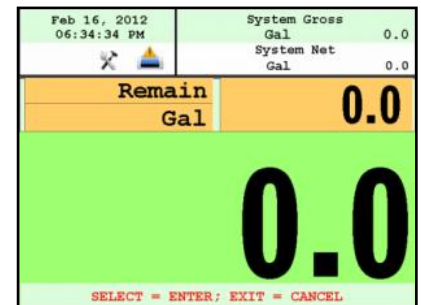 Feb 16, 2012
06:34:34 PM
System Gross
Gal 0.0
System Net
Gal 0.0
Remain
Gal
0.0
0.0
SELECT = ENTER; EXIT = CANCEL